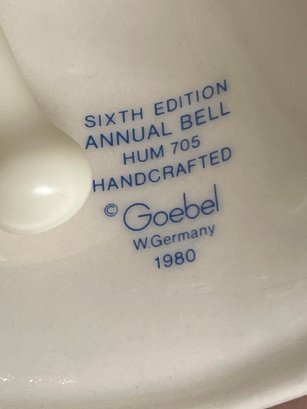 SIXTH EDITION
ANNUAL BELL
HUM 705
HANDCRAFTED
© Goebel
W.Germany
1980